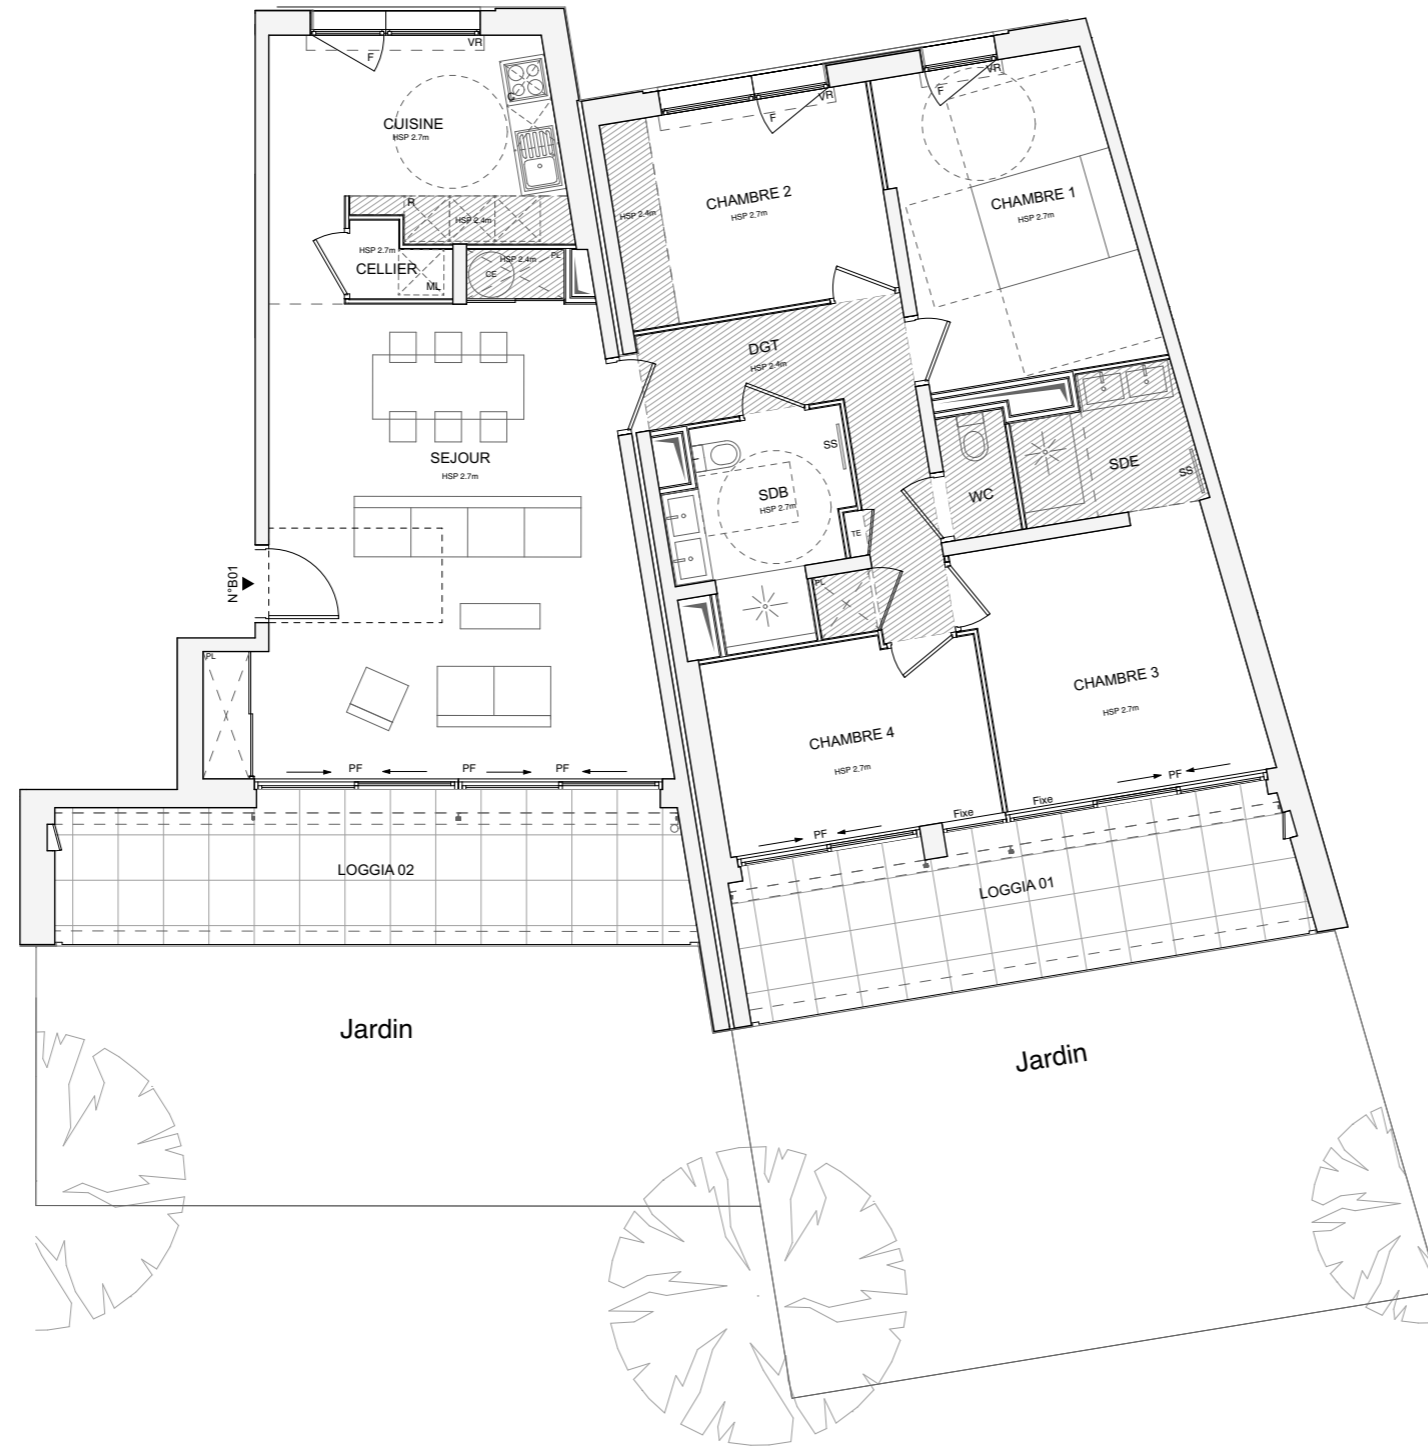 VR
F
CUISINE
HSP 2.7m
R
HSP 2.4m
HSP 2.7m
CELLIER
ML
HSP 2.4m
PL
CE
VR
F
CHAMBRE 2
HSP 2.7m
HSP 2.4m
VR
F
CHAMBRE 1
HSP 2.7m
DGT
HSP 2.4m
SEJOUR
HSP 2.7m
SS
SDB
HSP 2.7m
TE
PL
WC
SDE
SS
N°B01
PL
CHAMBRE 3
HSP 2.7m
CHAMBRE 4
HSP 2.7m
PF
PF
PF
PF
Fixe
Fixe
PF
LOGGIA 02
LOGGIA 01
Jardin
Jardin